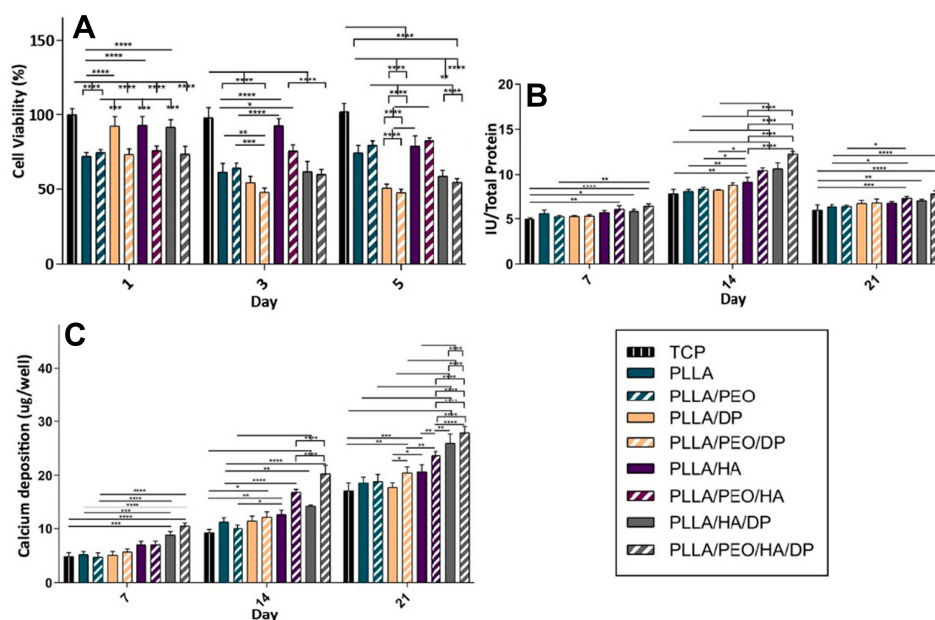 A
Cell Viability (%)
150
100
50
0
1
3
5
Day
B
IU/Total Protein
20
15
10
5
0
7
14
21
Day
C
Calcium deposition (ug/well)
40
30
20
10
0
7
14
21
Day
TCP
PLLA
PLLA/PEO
PLLA/DP
PLLA/PEO/DP
PLLA/HA
PLLA/PEO/HA
PLLA/HA/DP
PLLA/PEO/HA/DP